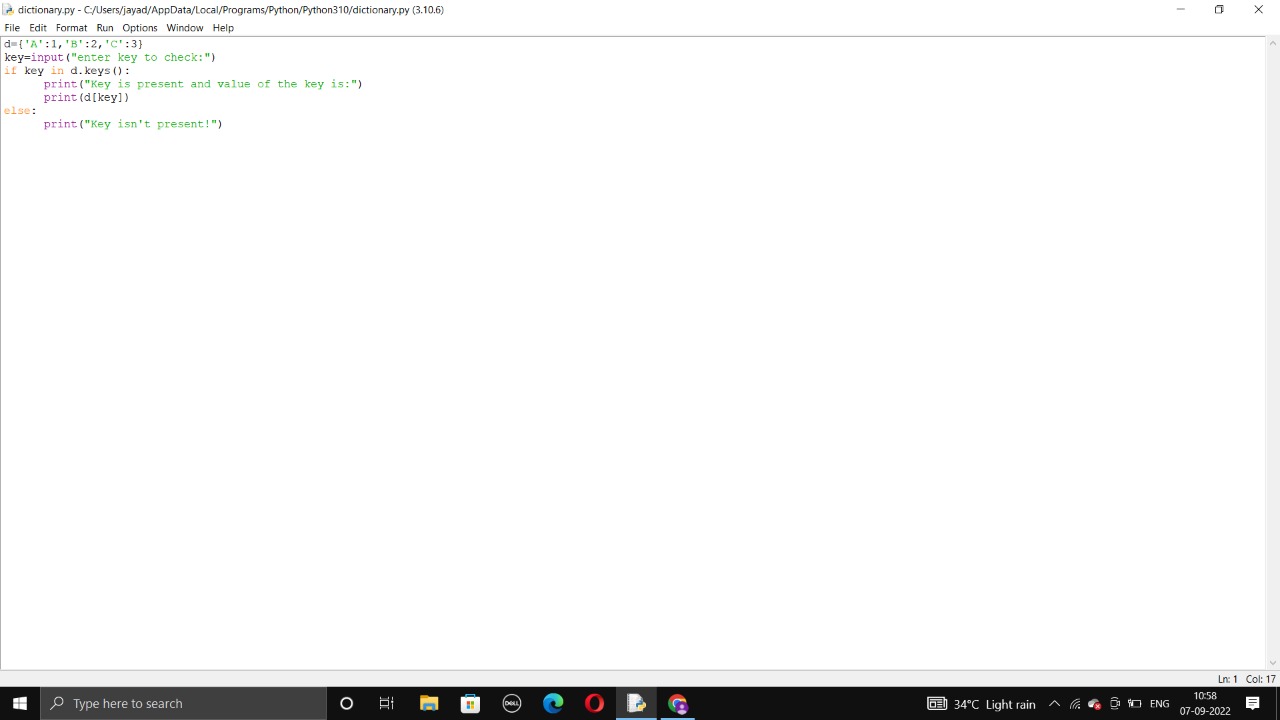 dictionary.py - C:/Users/jayad/AppData/Local/Programs/Python/Python310/dictionary.py (3.10.6)
File Edit Format Run Options Window Help
d={'A':1,'B':2,'C':3}
key=input("enter key to check:")
if key in d.keys():
      print("Key is present and value of the key is:")
      print(d[key])
else:
      print("Key isn't present!")
Ln: 1 Col: 17
Type here to search
DELL
34°C Light rain
ENG
10:58
07-09-2022